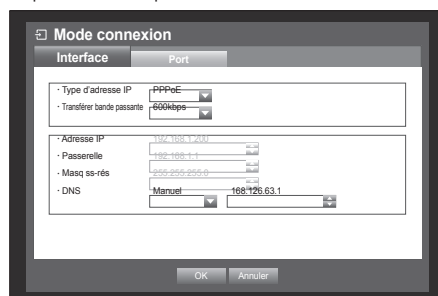 Mode connexion
Interface Port
· Type d'adresse IP PPPoE
· Transférer bande passante 600kbps
· Adresse IP 192.168.1.200
· Passerelle 192.168.1.1
· Masq ss-rés 255.255.255.0
· DNS Manuel 168.126.63.1
OK Annuler